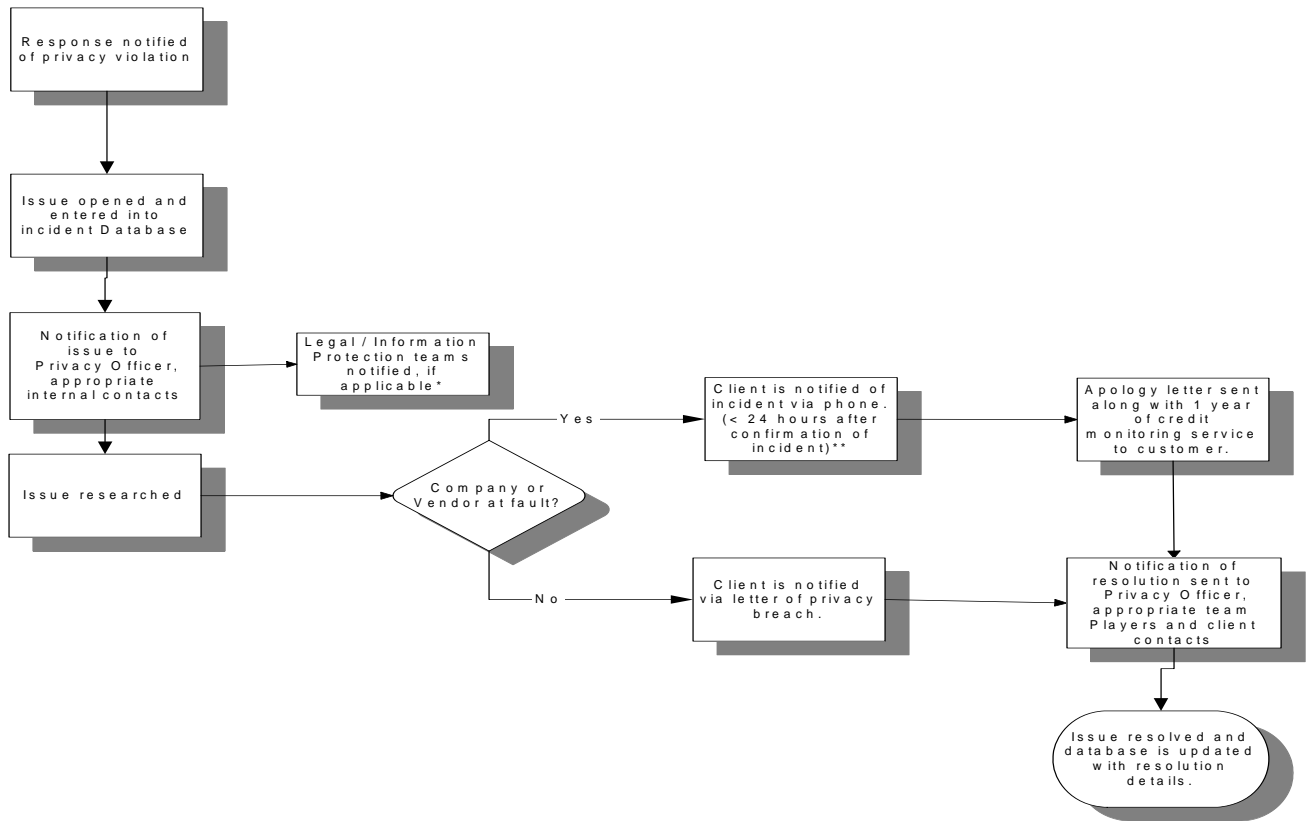 Response notified
of privacy violation
Issue opened and
entered into
incident Database
Notification of
issue to
Privacy Officer,
appropriate
internal contacts
Legal / Information
Protection teams
notified, if
applicable*
Issue researched
Company or
Vendor at fault?
Yes
Client is notified of
incident via phone.
(< 24 hours after
confirmation of
incident)**
Apology letter sent
along with 1 year
of credit
monitoring service
to customer.
No
Client is notified
via letter of privacy
breach.
Notification of
resolution sent to
Privacy Officer,
appropriate team
Players and client
contacts
Issue resolved and
database is updated
with resolution
details.